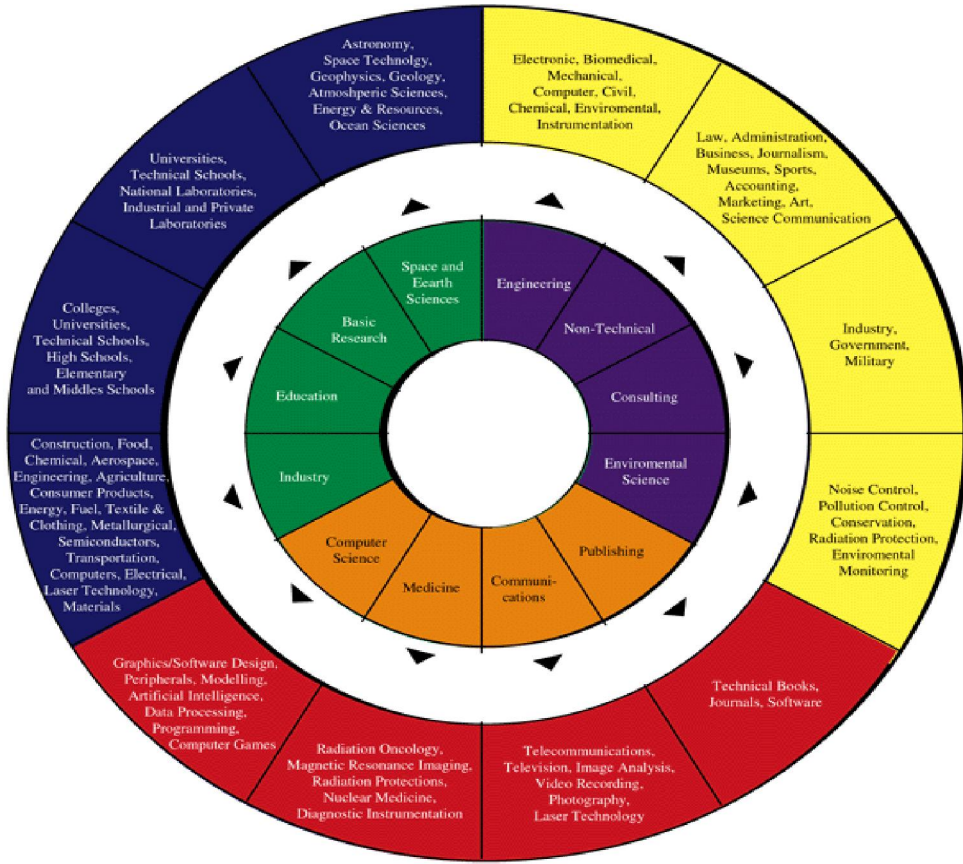 Astronomy,
Space Technolgy,
Geophysics, Geology,
Atmoshperic Sciences,
Energy & Resources,
Ocean Sciences
Electronic, Biomedical,
Mechanical,
Computer, Civil,
Chemical, Enviromental,
Instrumentation
Law, Administration,
Business, Journalism,
Museums, Sports,
Accounting,
Marketing, Art,
Science Communication
Industry,
Government,
Military
Noise Control,
Pollution Control,
Conservation,
Radiation Protection,
Enviromental
Monitoring
Technical Books,
Journals, Software
Telecommunications,
Television, Image Analysis,
Video Recording,
Photography,
Laser Technology
Radiation Oncology,
Magnetic Resonance Imaging,
Radiation Protections,
Nuclear Medicine,
Diagnostic Instrumentation
Graphics/Software Design,
Peripherals, Modelling,
Artificial Intelligence,
Data Processing,
Programming,
Computer Games
Construction, Food,
Chemical, Aerospace,
Engineering, Agriculture,
Consumer Products,
Energy, Fuel, Textile &
Clothing, Metallurgical,
Semiconductors,
Transportation,
Computers, Electrical,
Laser Technology,
Materials
Colleges,
Universities,
Technical Schools,
High Schools,
Elementary
and Middles Schools
Universities,
Technical Schools,
National Laboratories,
Industrial and Private
Laboratories
Space and
Ecarth
Sciences
Engineering
Non-Technical
Consulting
Enviromental
Science
Publishing
Communi-
cations
Medicine
Computer
Science
Industry
Education
Basic
Research